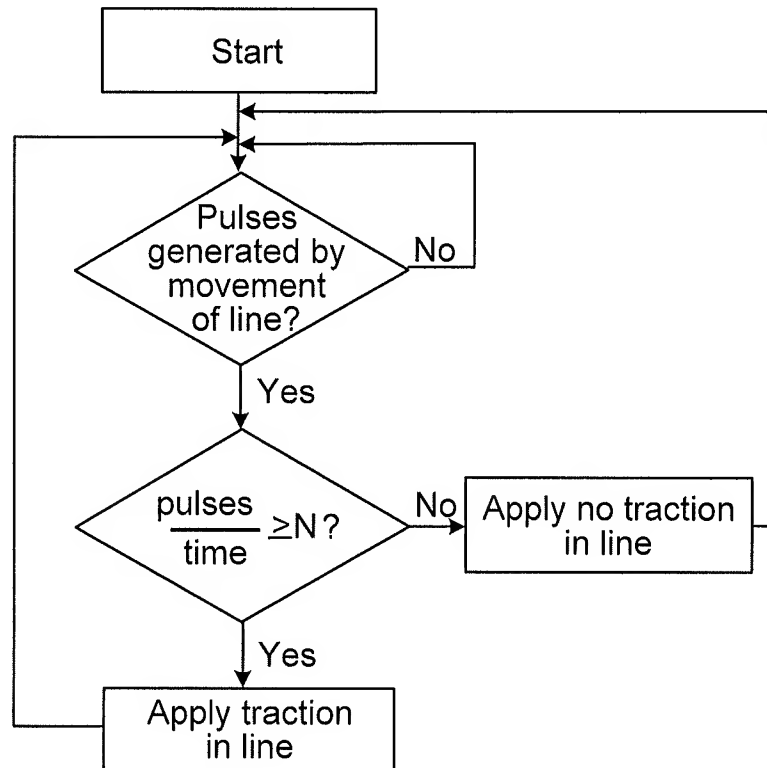 Start
Pulses
generated by
movement
of line?
No
Yes
pulses
time
≥N?
No
Apply no traction
in line
Yes
Apply traction
in line